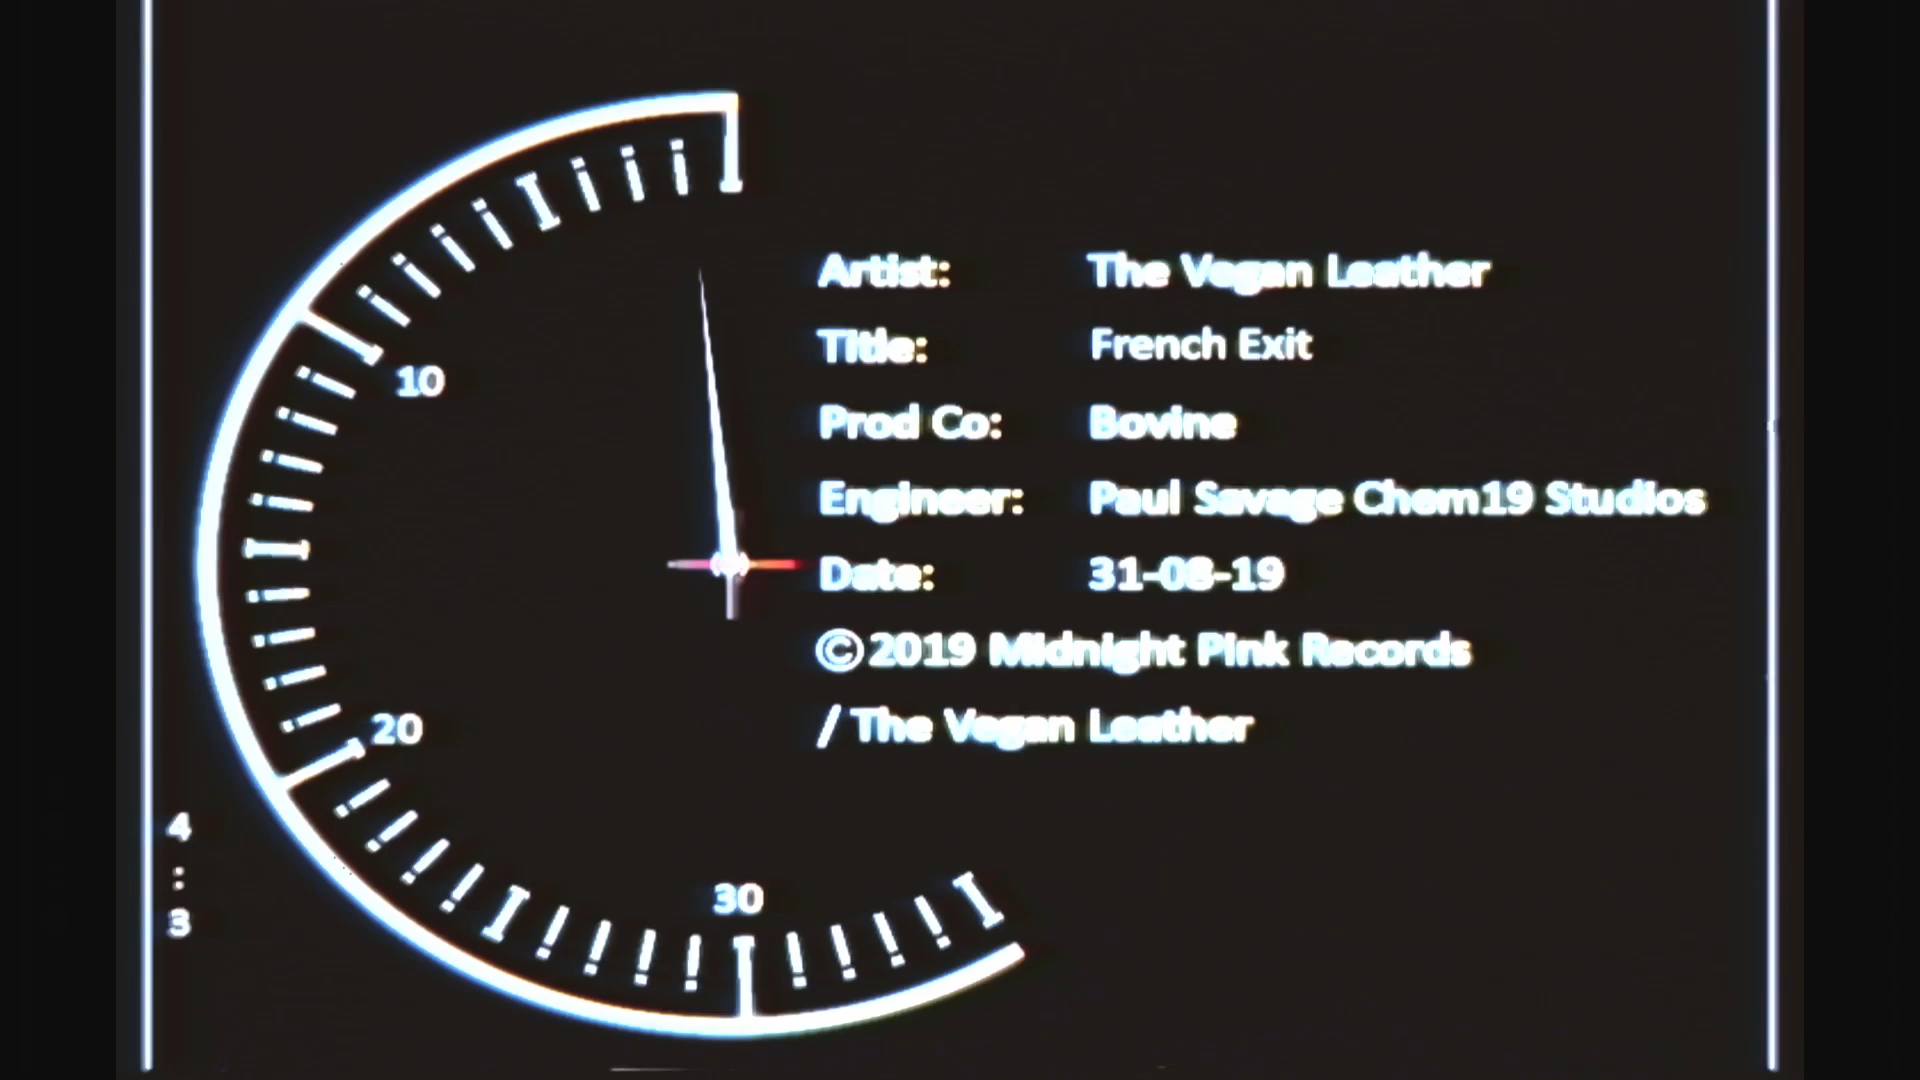 Artist: The Vegan Leather
Title: French Exit
10
Prod Co: Bovine
Engineer: Paul Savage Chem19 Studios
Date: 31-08-19
©2019 Midnight Pink Records
/ The Vegan Leather
20
4
:
3
30